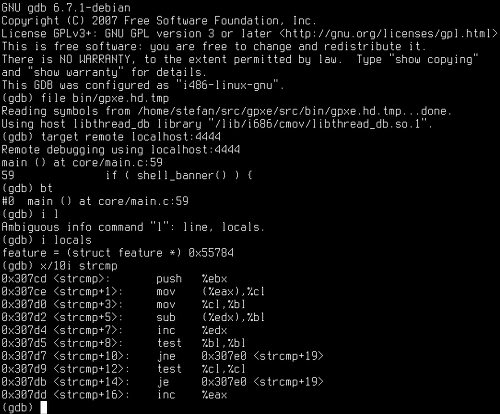 GNU gdb 6.7.1-debian
Copyright (C) 2007 Free Software Foundation, Inc.
License GPLv3+: GNU GPL version 3 or later <http://gnu.org/licenses/gpl.html>
This is free software: you are free to change and redistribute it.
There is NO WARRANTY, to the extent permitted by law.  Type "show copying"
and "show warranty" for details.
This GDB was configured as "i486-linux-gnu".
(gdb) file bin/gpxe.hd.tmp
Reading symbols from /home/stefan/src/gpxe/src/bin/gpxe.hd.tmp...done.
Using host libthread_db library "/lib/i686/cmov/libthread_db.so.1".
(gdb) target remote localhost:4444
Remote debugging using localhost:4444
main () at core/main.c:59
59              if ( shell_banner() ) {
(gdb) bt
#0  main () at core/main.c:59
(gdb) i l
Ambiguous info command "l": line, locals.
(gdb) i locals
feature = (struct feature *) 0x55784
(gdb) x/10i strcmp
0x307cd <strcmp>:       push   %ebx
0x307ce <strcmp+1>:     mov    (%eax),%cl
0x307d0 <strcmp+3>:     mov    %cl,%bl
0x307d2 <strcmp+5>:     sub    (%edx),%bl
0x307d4 <strcmp+7>:     inc    %edx
0x307d5 <strcmp+8>:     test   %bl,%bl
0x307d7 <strcmp+10>:    jne    0x307e0 <strcmp+19>
0x307d9 <strcmp+12>:    test   %cl,%cl
0x307db <strcmp+14>:    je     0x307e0 <strcmp+19>
0x307dd <strcmp+16>:    inc    %eax
(gdb)